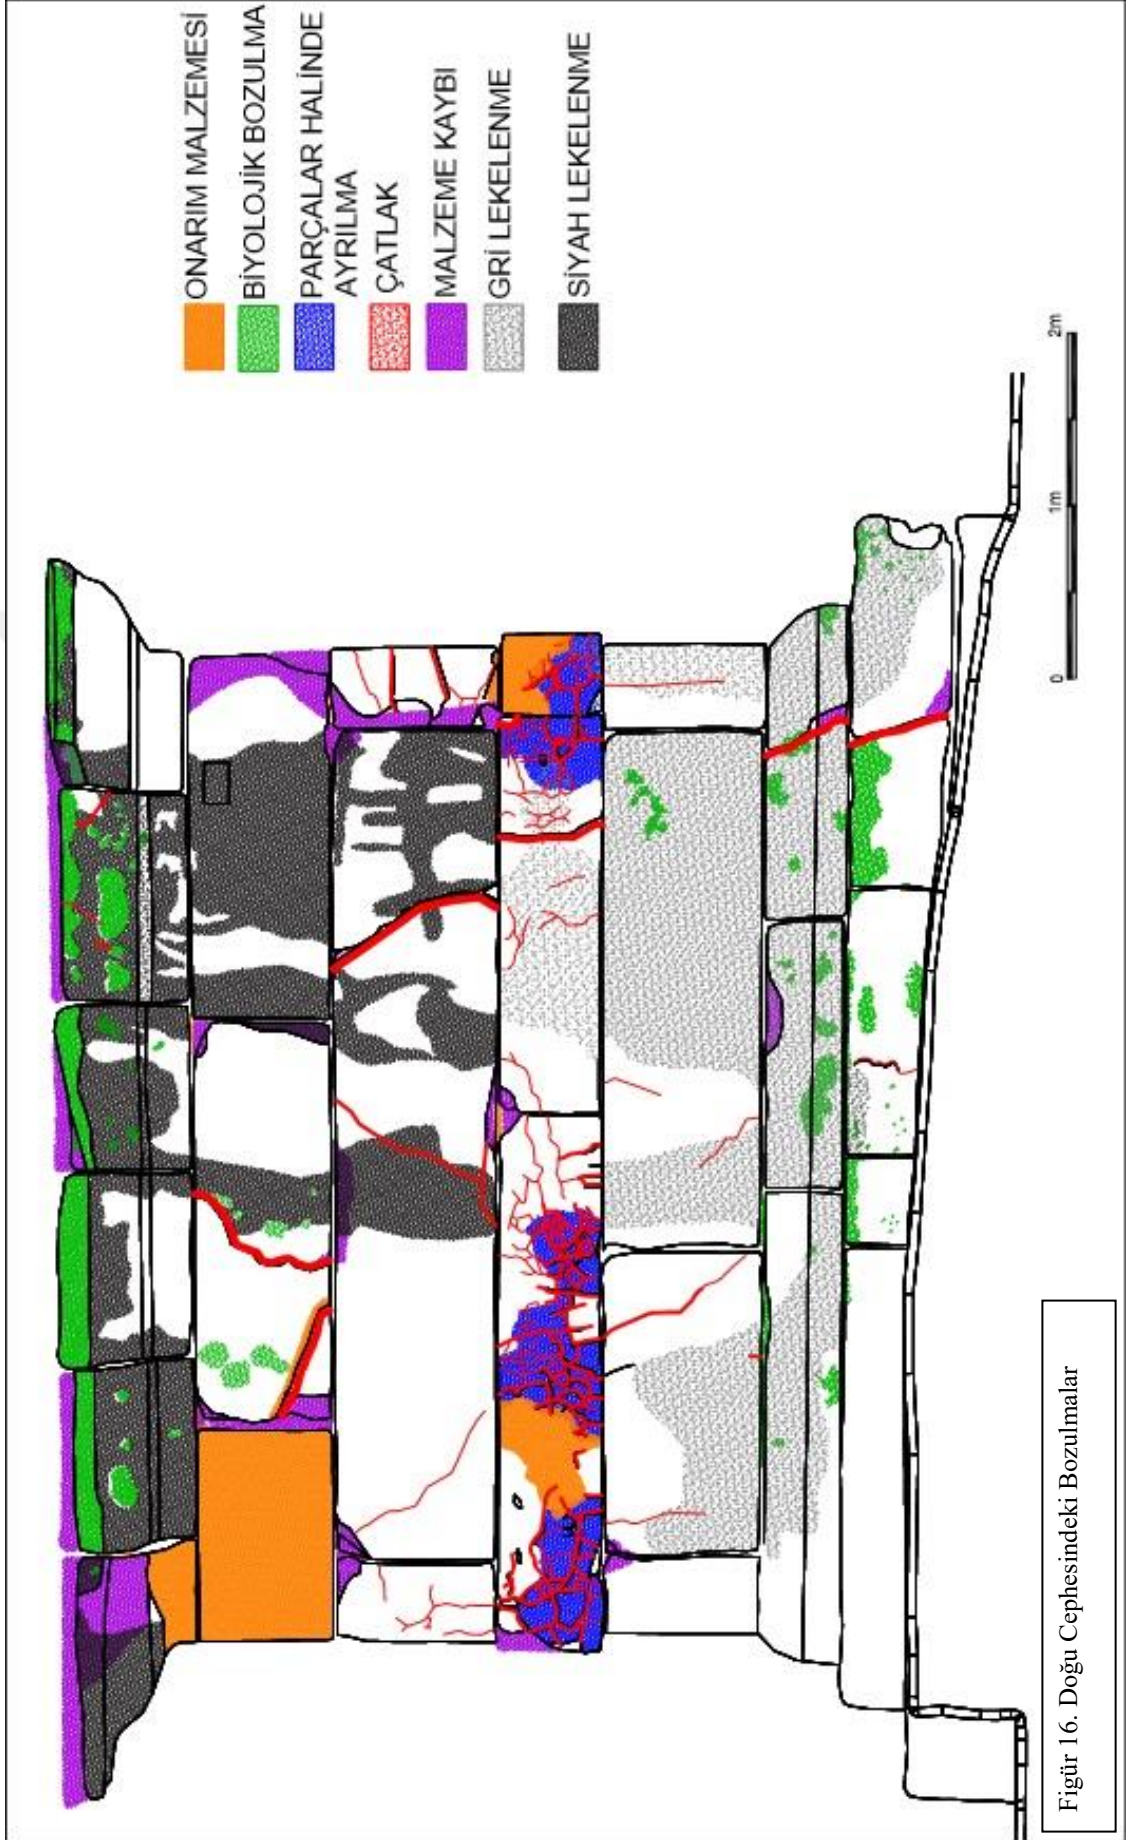 ONARIM MALZEMESİ
BİYOLOJİK BOZULMA
PARÇALAR HALİNDE
AYRILMA
ÇATLAK
MALZEME KAYBI
GRİ LEKELENME
SİYAH LEKELENME
0 1m 2m
Figür 16. Doğu Cephesindeki Bozulmalar